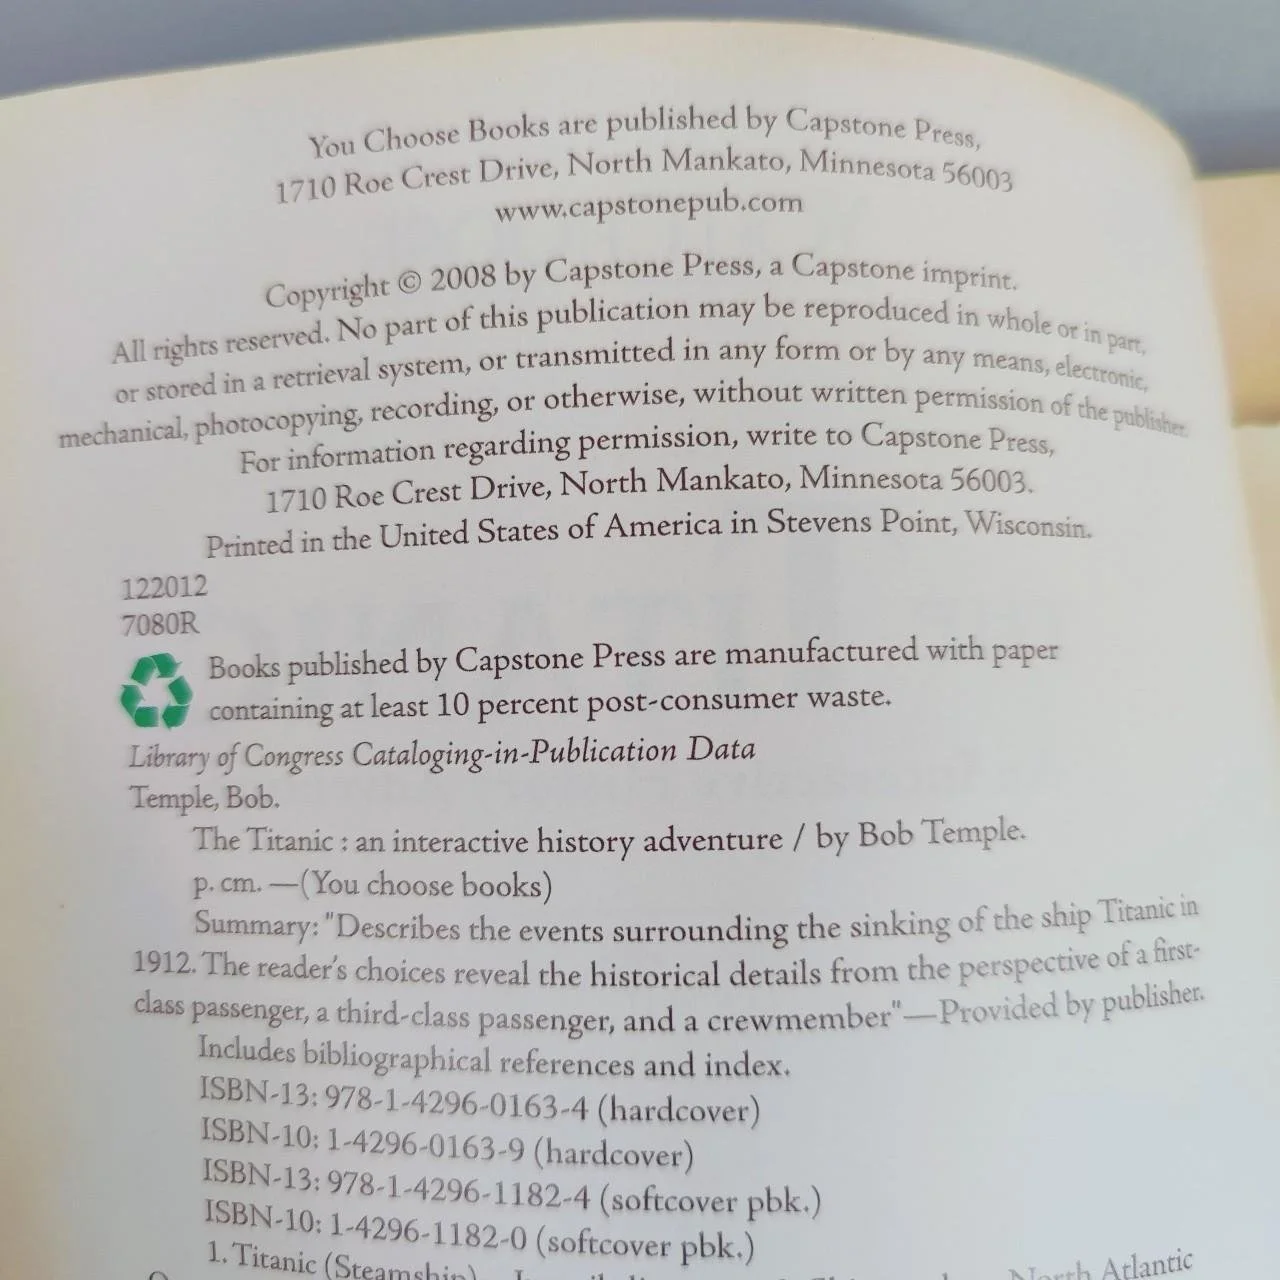 You Choose Books are published by Capstone Press,
1710 Roe Crest Drive, North Mankato, Minnesota 56003
www.capstonepub.com
Copyright © 2008 by Capstone Press, a Capstone imprint.
All rights reserved. No part of this publication may be reproduced in whole or in part,
or stored in a retrieval system, or transmitted in any form or by any means, electronic,
mechanical, photocopying, recording, or otherwise, without written permission of the publisher.
For information regarding permission, write to Capstone Press,
1710 Roe Crest Drive, North Mankato, Minnesota 56003.
Printed in the United States of America in Stevens Point, Wisconsin.
122012
7080R
Books published by Capstone Press are manufactured with paper
containing at least 10 percent post-consumer waste.
Library of Congress Cataloging-in-Publication Data
Temple, Bob.
The Titanic : an interactive history adventure / by Bob Temple.
p. cm. —(You choose books)
Summary: "Describes the events surrounding the sinking of the ship Titanic in
1912. The reader's choices reveal the historical details from the perspective of a first-
class passenger, a third-class passenger, and a crewmember"—Provided by publisher.
Includes bibliographical references and index.
ISBN-13: 978-1-4296-0163-4 (hardcover)
ISBN-10: 1-4296-0163-9 (hardcover)
ISBN-13: 978-1-4296-1182-4 (softcover pbk.)
ISBN-10: 1-4296-1182-0 (softcover pbk.)
1. Titanic (Steamship) North Atlantic